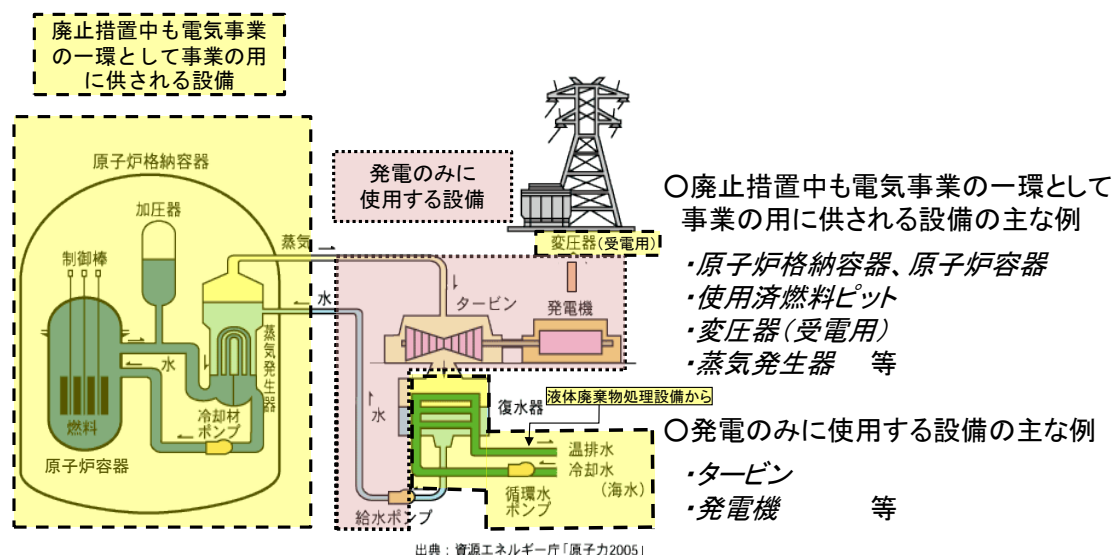 廃止措置中も電気事業
の一環として事業の用
に供される設備
原子炉格納容器
加圧器
制御棒
蒸気発生器
水
冷却材
ポンプ
燃料
原子炉容器
発電のみに
使用する設備
蒸気
水
変圧器(受電用)
タービン
発電機
水
復水器
液体廃棄物処理設備から
温排水
冷却水
(海水)
循環水
ポンプ
給水ポンプ
〇廃止措置中も電気事業の一環として
事業の用に供される設備の主な例
・原子炉格納容器、原子炉容器
・使用済燃料ピット
・変圧器(受電用)
・蒸気発生器 等
〇発電のみに使用する設備の主な例
・タービン
・発電機 等
出典:資源エネルギー庁「原子力2005」